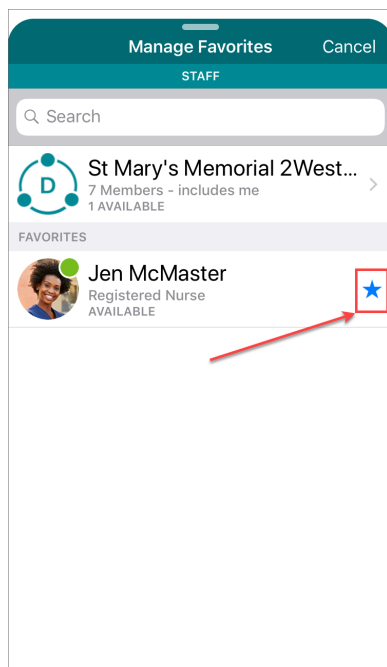 Manage Favorites Cancel
STAFF
Search
D
St Mary's Memorial 2West...
7 Members - includes me
1 AVAILABLE
FAVORITES
Jen McMaster
Registered Nurse
AVAILABLE